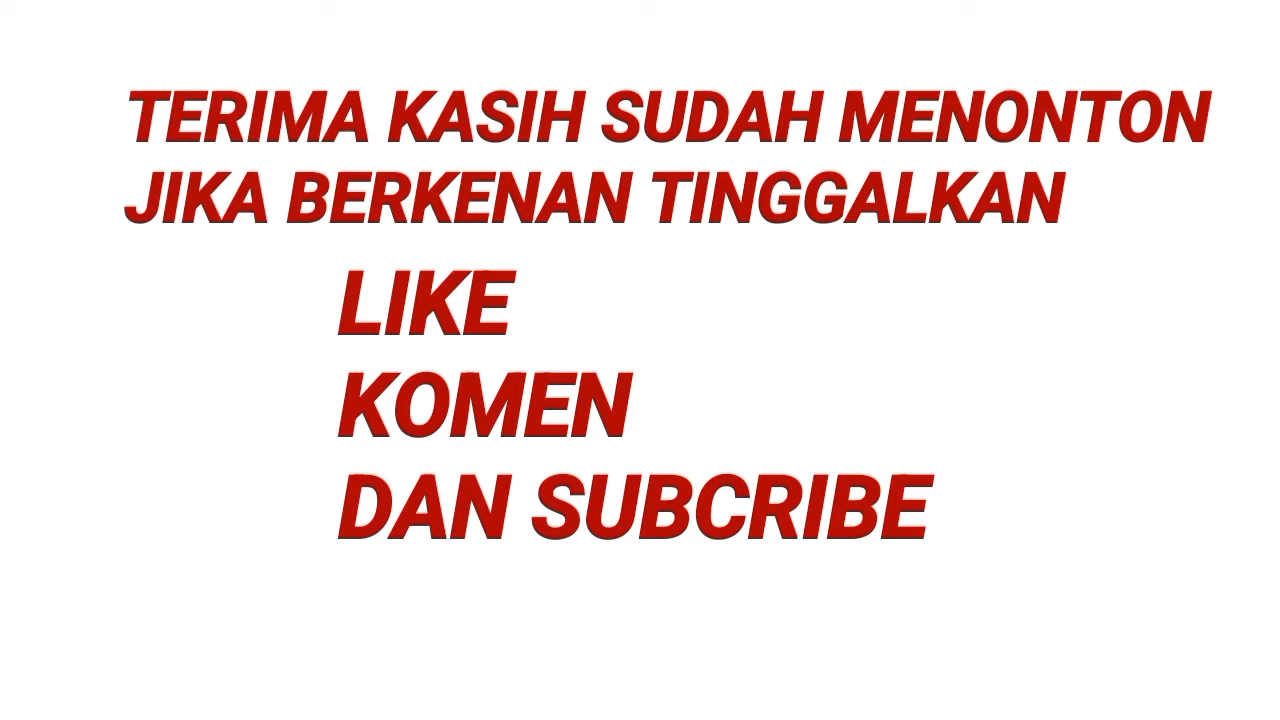 TERIMA KASIH SUDAH MENONTON
JIKA BERKENAN TINGGALKAN
LIKE
KOMEN
DAN SUBCRIBE